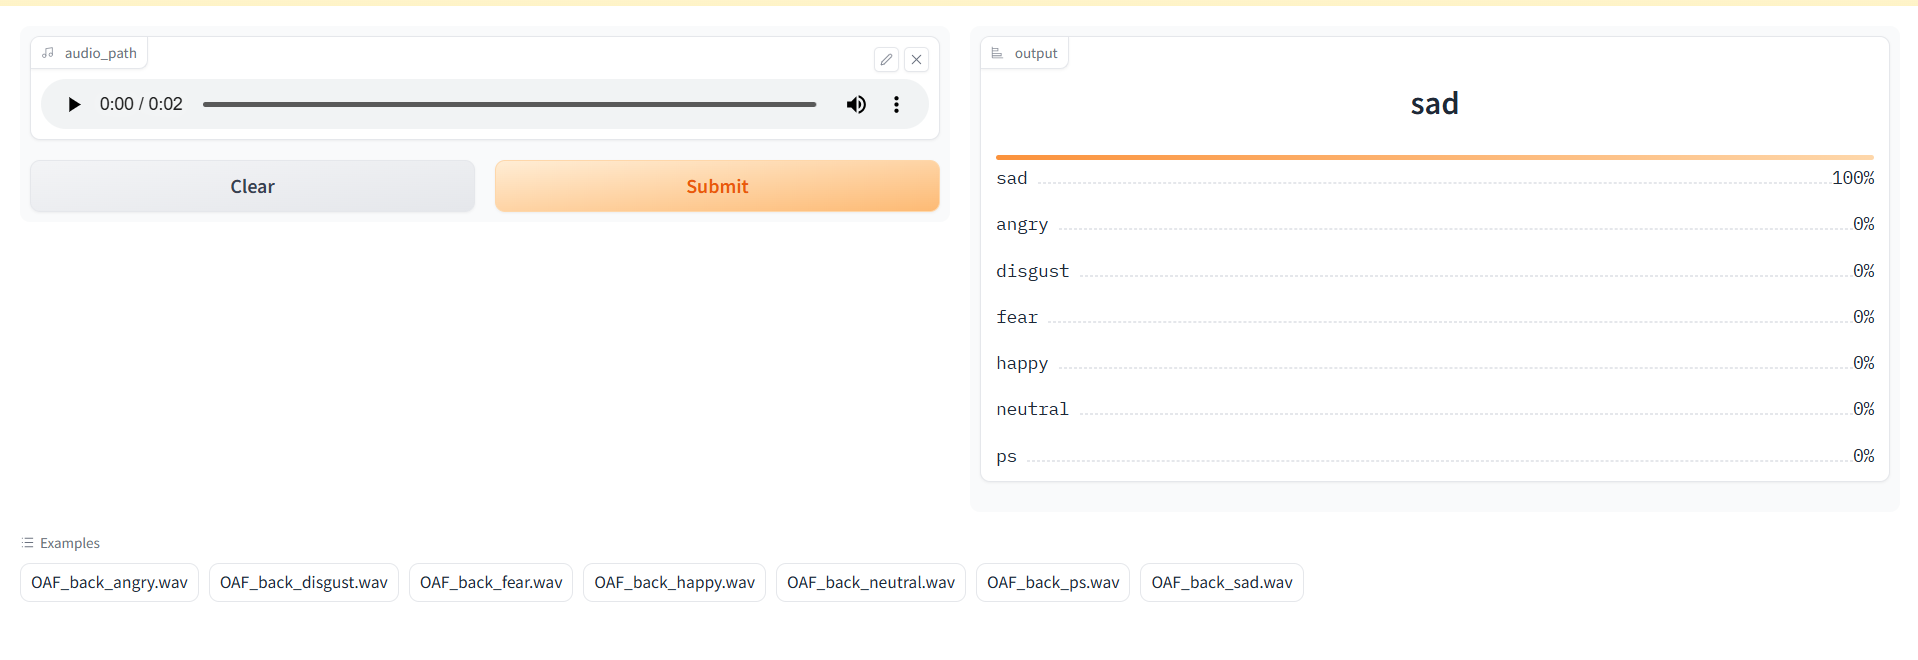 audio_path
0:00 / 0:02
Clear
Submit
output
sad
sad 100%
angry 0%
disgust 0%
fear 0%
happy 0%
neutral 0%
ps 0%
Examples
OAF_back_angry.wav
OAF_back_disgust.wav
OAF_back_fear.wav
OAF_back_happy.wav
OAF_back_neutral.wav
OAF_back_ps.wav
OAF_back_sad.wav